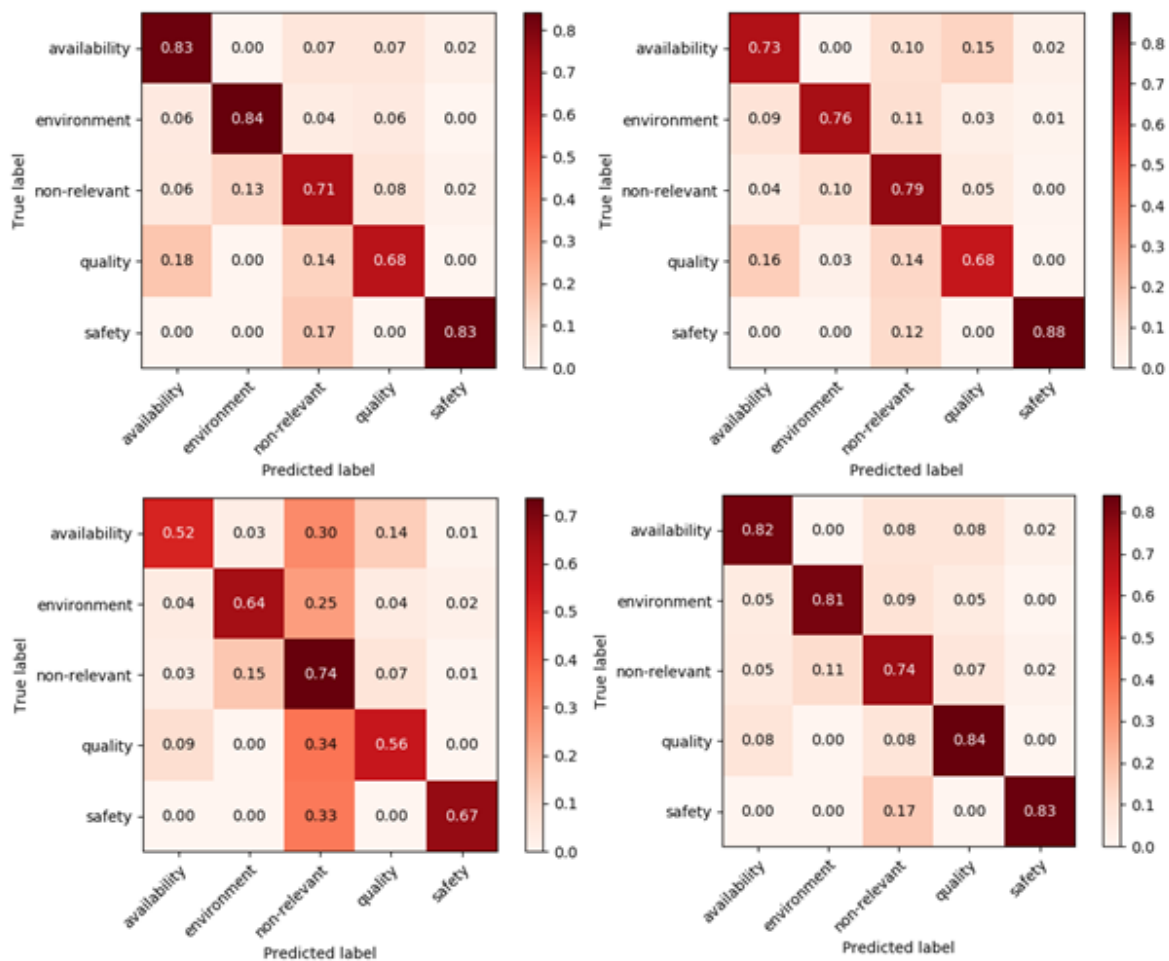 availability 0.83 0.00 0.07 0.07 0.02
environment 0.06 0.84 0.04 0.06 0.00
non-relevant 0.06 0.13 0.71 0.08 0.02
quality 0.18 0.00 0.14 0.68 0.00
safety 0.00 0.00 0.17 0.00 0.83
True label
availability environment non-relevant quality safety
Predicted label
0.8
0.7
0.6
0.5
0.4
0.3
0.2
0.1
0.0
availability 0.73 0.00 0.10 0.15 0.02
environment 0.09 0.76 0.11 0.03 0.01
non-relevant 0.04 0.10 0.79 0.05 0.00
quality 0.16 0.03 0.14 0.68 0.00
safety 0.00 0.00 0.12 0.00 0.88
True label
availability environment non-relevant quality safety
Predicted label
0.8
0.7
0.6
0.5
0.4
0.3
0.2
0.1
0.0
availability 0.52 0.03 0.30 0.14 0.01
environment 0.04 0.64 0.25 0.04 0.02
non-relevant 0.03 0.15 0.74 0.07 0.01
quality 0.09 0.00 0.34 0.56 0.00
safety 0.00 0.00 0.33 0.00 0.67
True label
availability environment non-relevant quality safety
Predicted label
0.7
0.6
0.5
0.4
0.3
0.2
0.1
0.0
availability 0.82 0.00 0.08 0.08 0.02
environment 0.05 0.81 0.09 0.05 0.00
non-relevant 0.05 0.11 0.74 0.07 0.02
quality 0.08 0.00 0.08 0.84 0.00
safety 0.00 0.00 0.17 0.00 0.83
True label
availability environment non-relevant quality safety
Predicted label
0.8
0.7
0.6
0.5
0.4
0.3
0.2
0.1
0.0